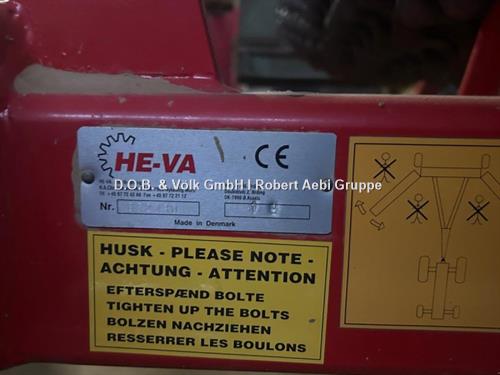 HE-VA
CE
D.O.B. & Völk GmbH | Robert Aebi Gruppe
Nr.
Made in Denmark
HUSK - PLEASE NOTE -
ACHTUNG - ATTENTION
EFTERSPÆND BOLTE
TIGHTEN UP THE BOLTS
BOLZEN NACHZIEHEN
RESSERRER LES BOULONS